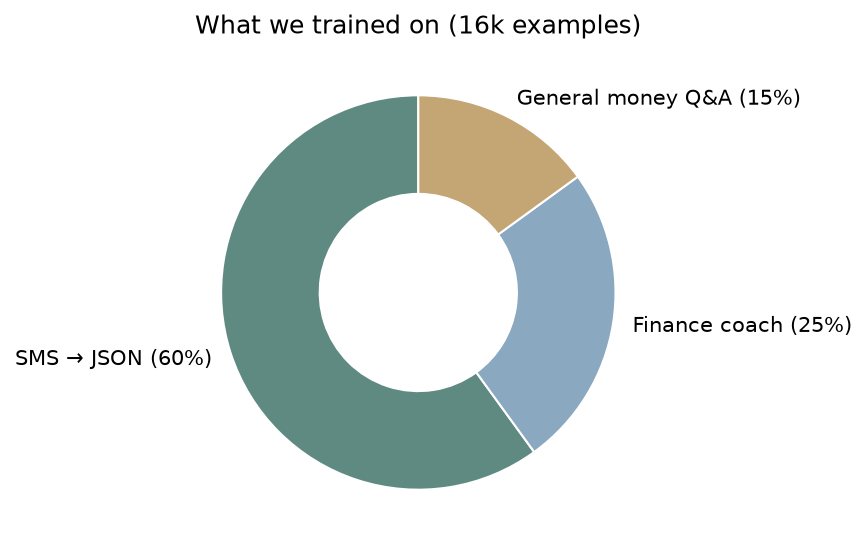 What we trained on (16k examples)
General money Q&A (15%)
Finance coach (25%)
SMS → JSON (60%)